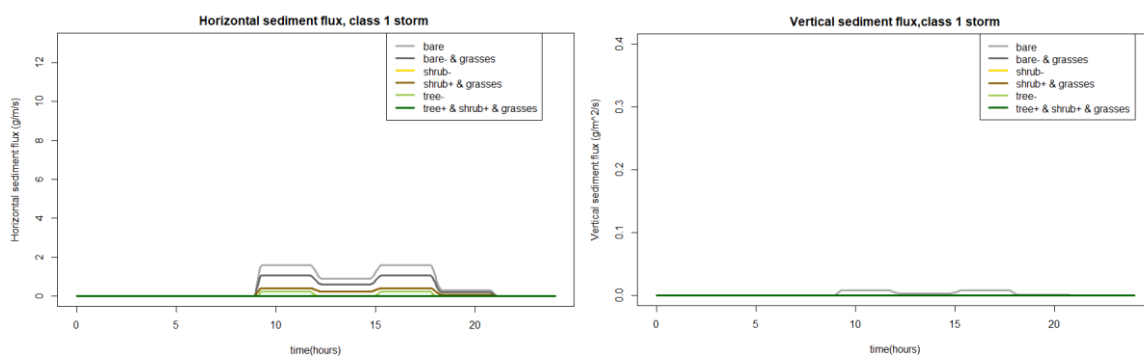 Horizontal sediment flux, class 1 storm
bare
bare- & grasses
shrub-
shrub+ & grasses
tree-
tree+ & shrub+ & grasses
Horizontal sediment flux (g/m/s)
12
10
8
6
4
2
0
0 5 10 15 20
time(hours)
Vertical sediment flux,class 1 storm
bare
bare- & grasses
shrub-
shrub+ & grasses
tree-
tree+ & shrub+ & grasses
Vertical sediment flux (g/m^2/s)
0.4
0.3
0.2
0.1
0.0
0 5 10 15 20
time(hours)